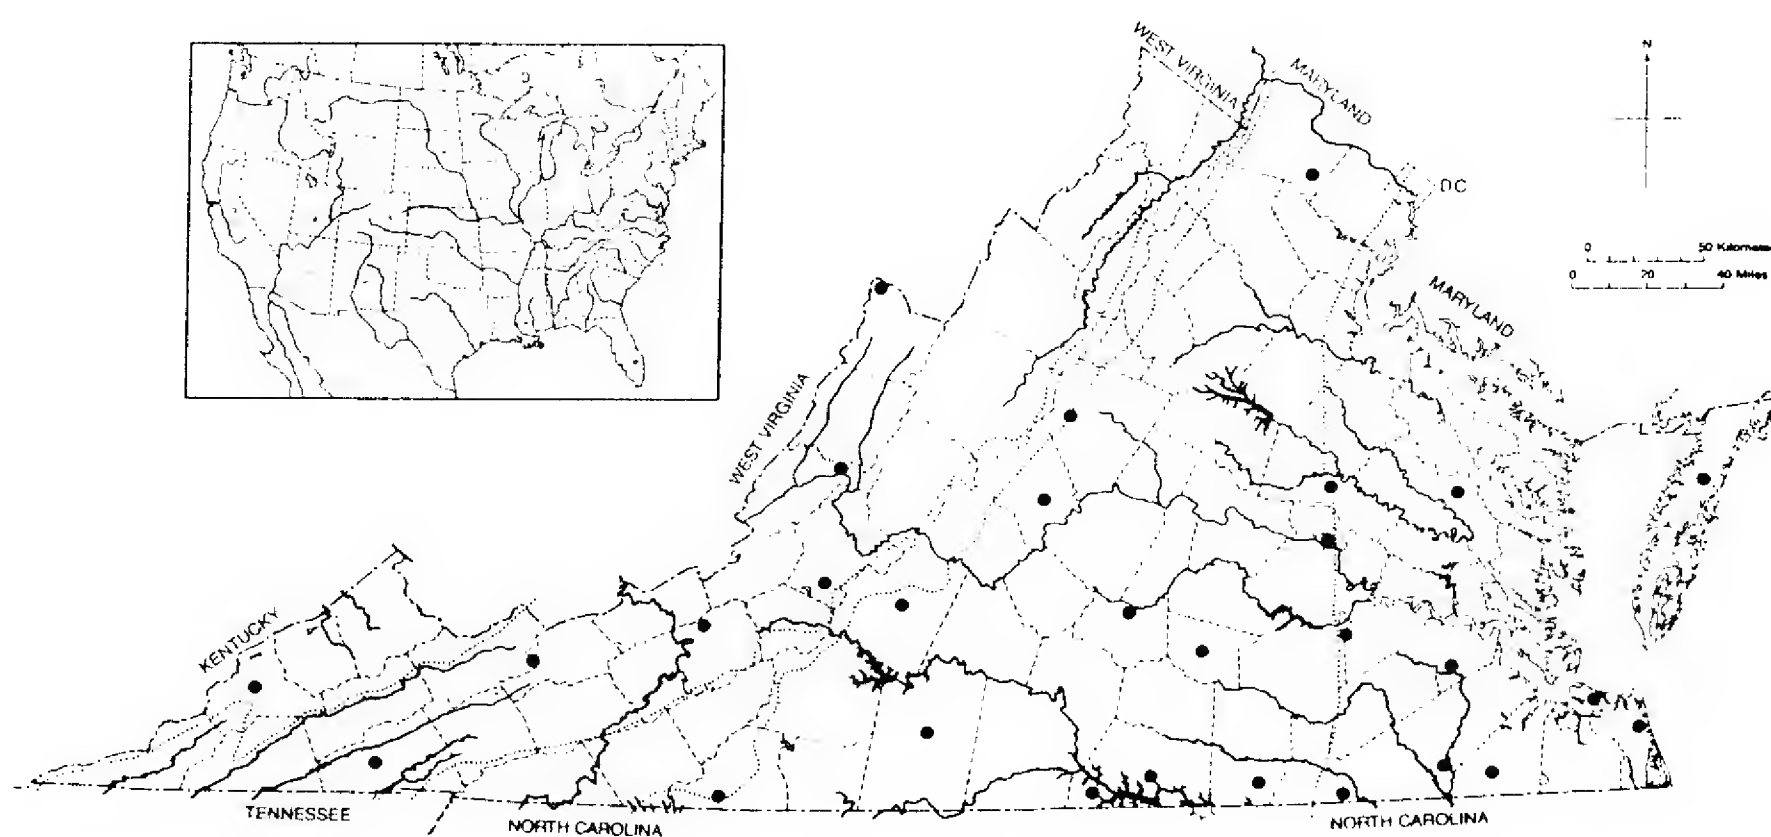 WEST VIRGINIA
MARYLAND
N
DC
0 50 Kilometers
0 20 40 Miles
MARYLAND
WEST VIRGINIA
KENTUCKY
TENNESSEE
NORTH CAROLINA
NORTH CAROLINA